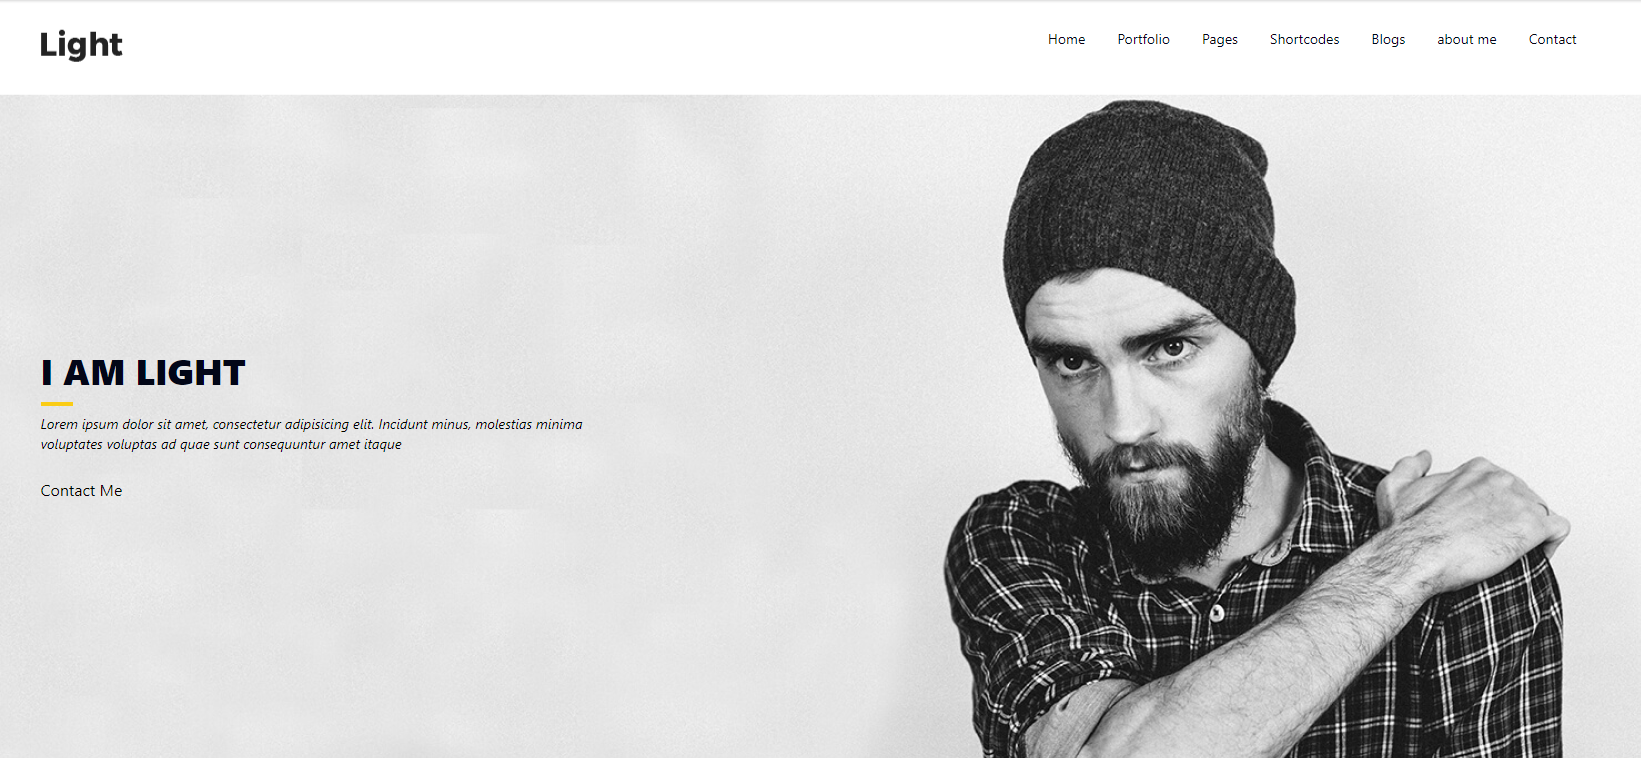 Light
Home Portfolio Pages Shortcodes Blogs about me Contact
I AM LIGHT
Lorem ipsum dolor sit amet, consectetur adipisicing elit. Incidunt minus, molestias minima
voluptates voluptas ad quae sunt consequuntur amet itaque
Contact Me